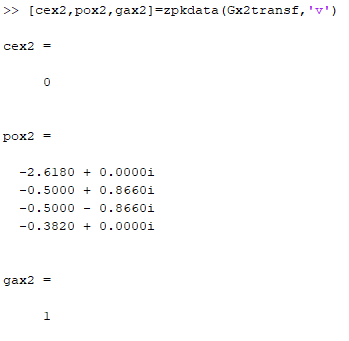 >> [cex2,pox2,gax2]=zpkdata(Gx2transf,'v')
cex2 =
0
pox2 =
-2.6180 + 0.0000i
-0.5000 + 0.8660i
-0.5000 - 0.8660i
-0.3820 + 0.0000i
gax2 =
1